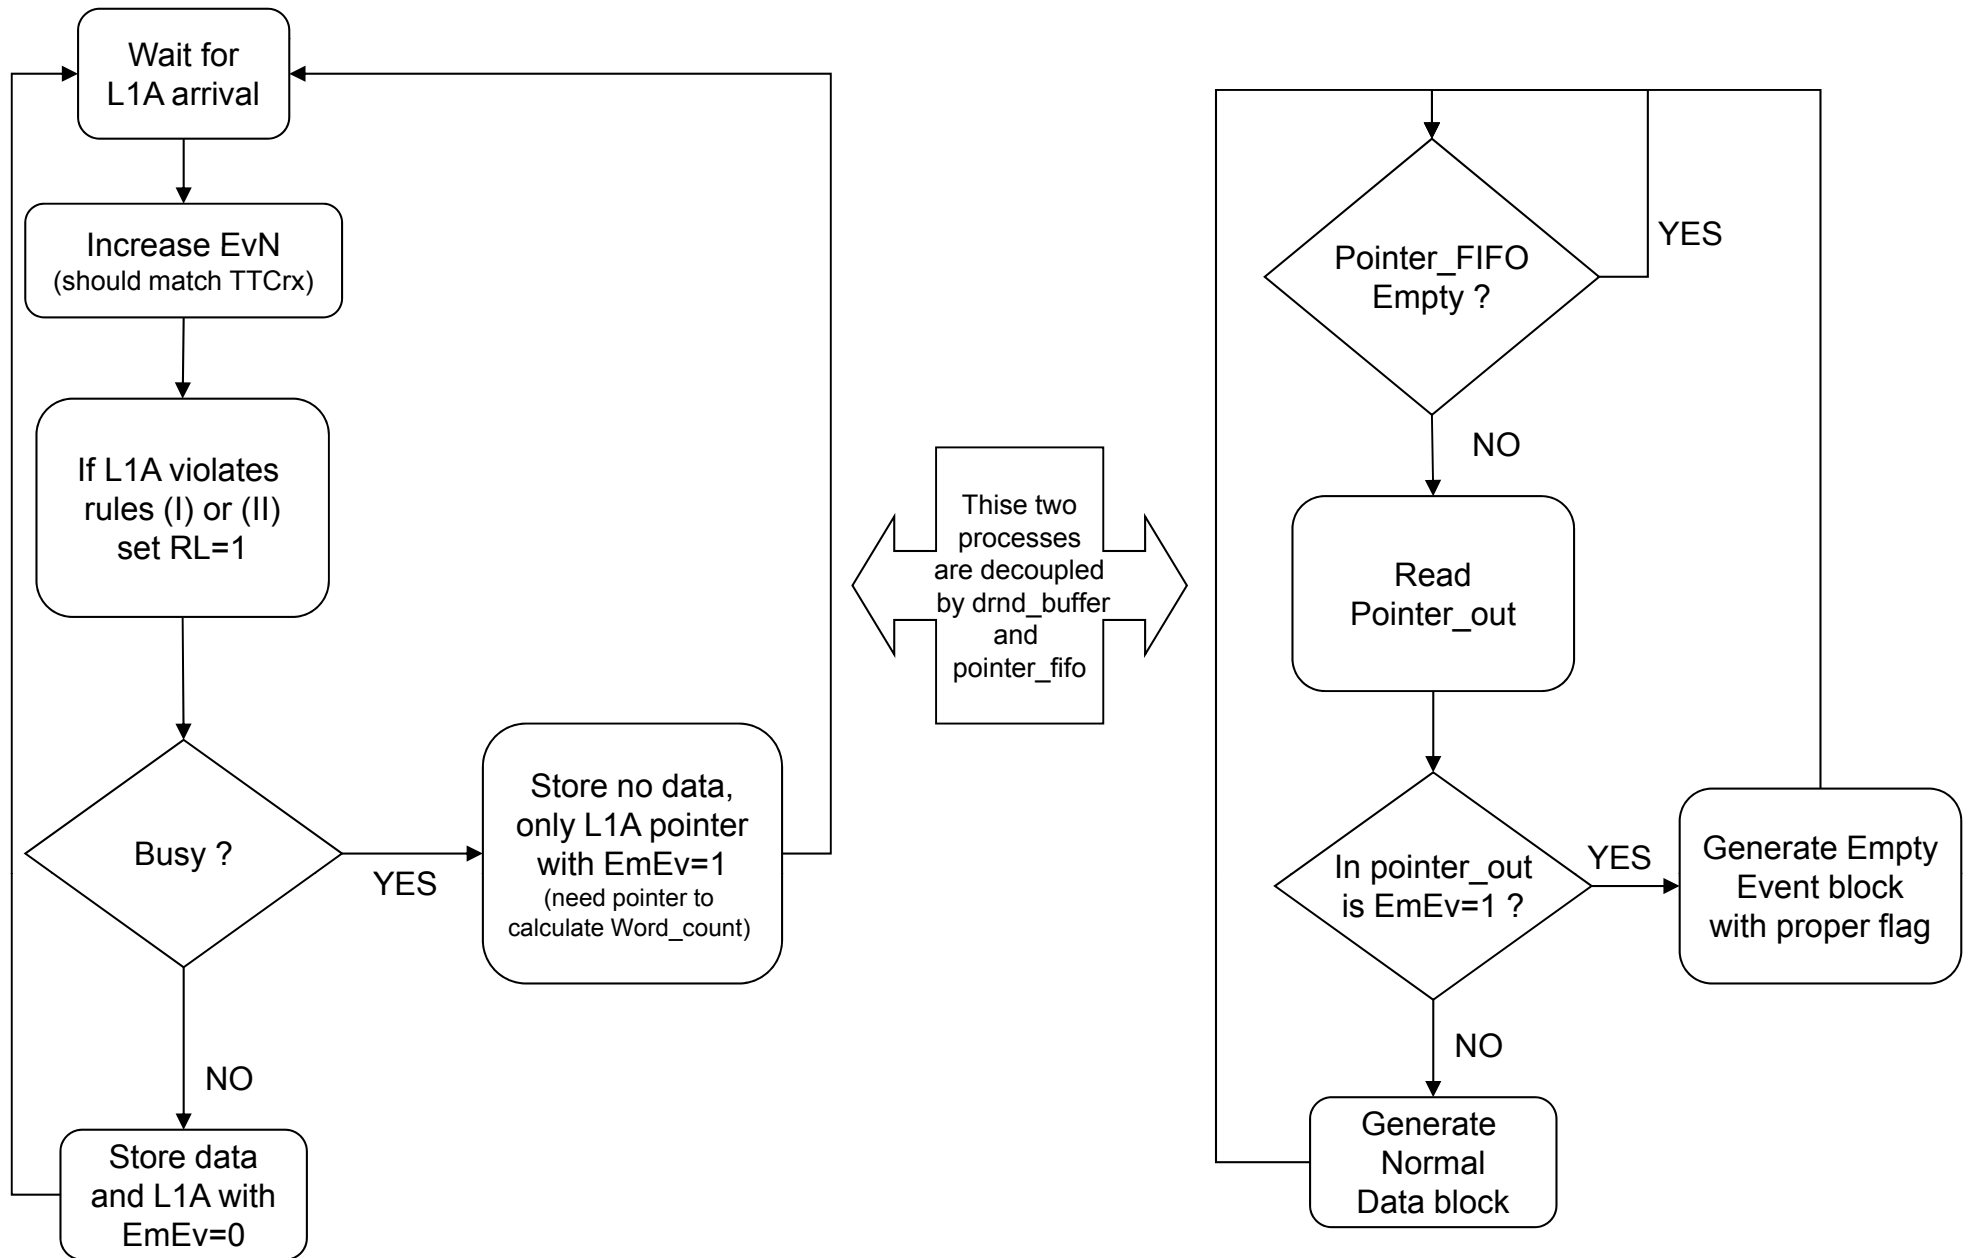 Wait for
L1A arrival
Increase EvN
(should match TTCrx)
If L1A violates
rules (I) or (II)
set RL=1
Busy ?
YES
NO
Store no data,
only L1A pointer
with EmEv=1
(need pointer to
calculate Word_count)
Store data
and L1A with
EmEv=0
Thise two
processes
are decoupled
by drnd_buffer
and
pointer_fifo
Pointer_FIFO
Empty ?
YES
NO
Read
Pointer_out
In pointer_out
is EmEv=1 ?
YES
Generate Empty
Event block
with proper flag
NO
Generate
Normal
Data block